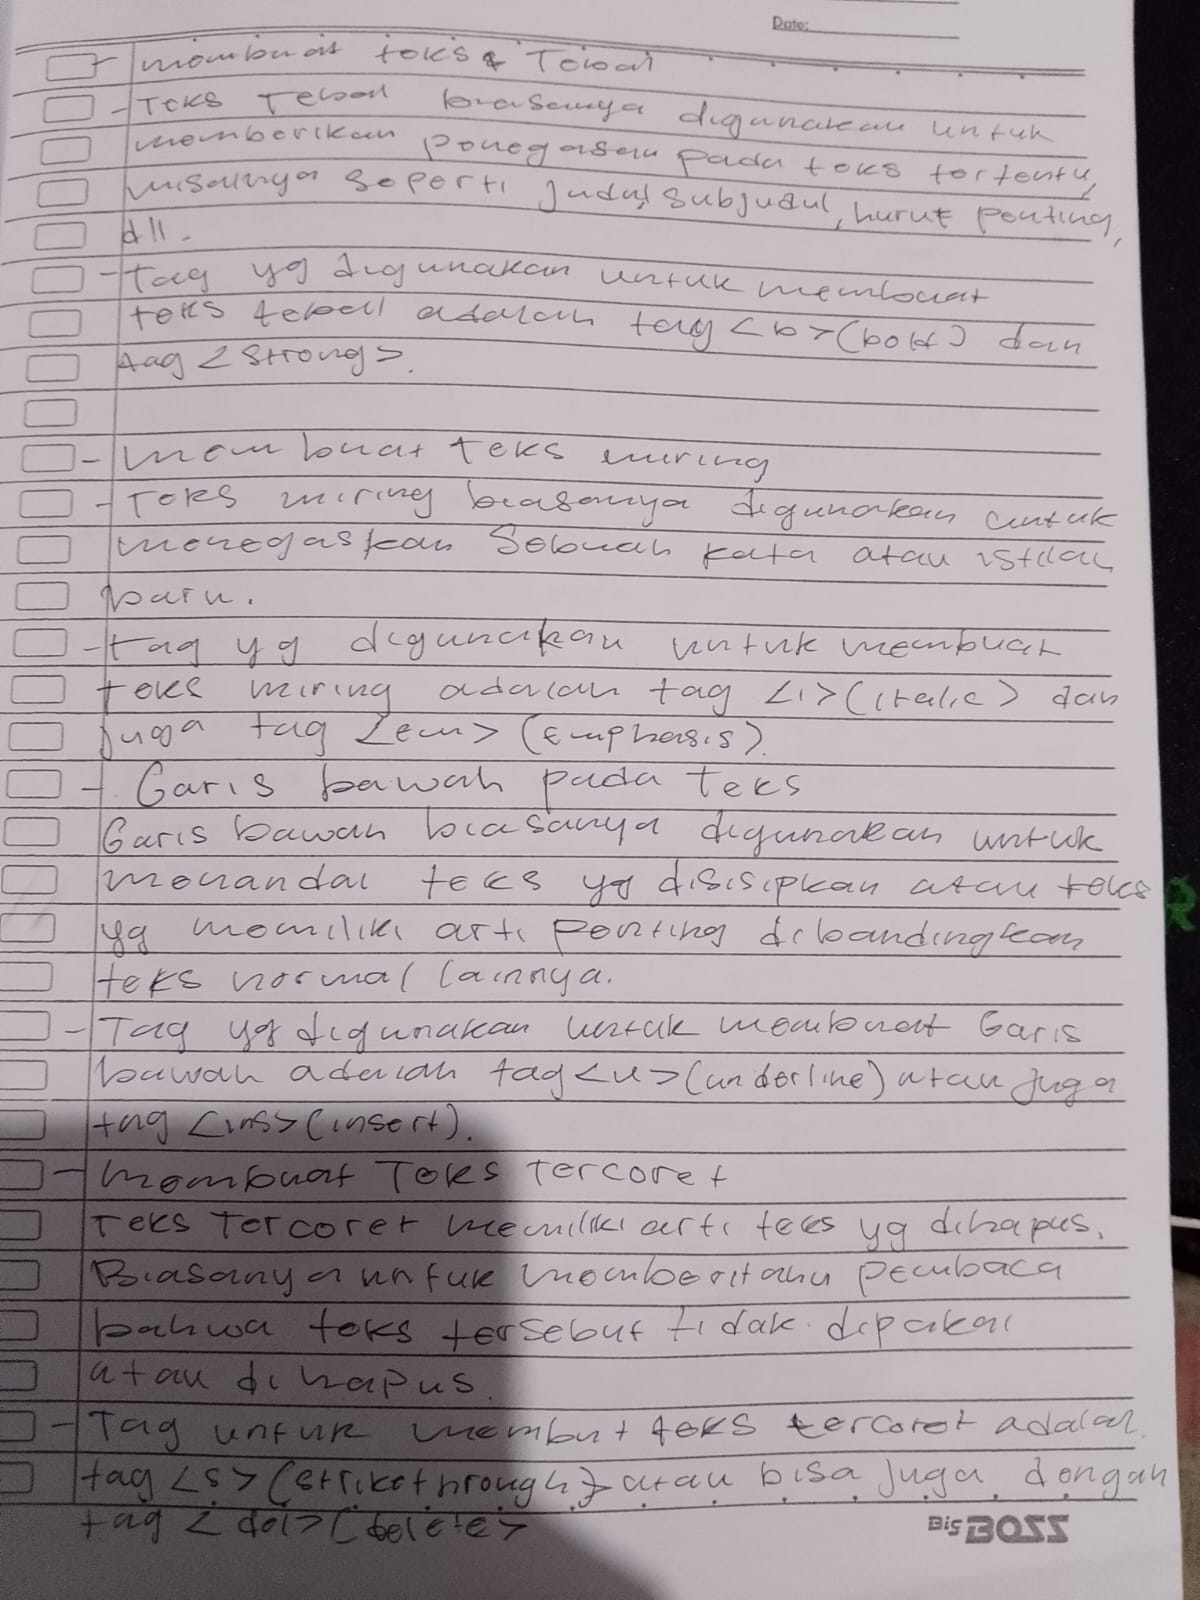 Date:
- membuat teks Tebal
- Teks Tebal biasanya digunakan untuk
memberikan penegasan pada teks tertentu,
misalnya seperti judul, subjudul, huruf penting,
dll.
- tag yg digunakan untuk membuat
teks teball adalah tag <b> (bold) dan
tag <strong>.
- Membuat teks miring
- Teks miring biasanya digunakan untuk
menegaskan Sebuah kata atau istilah
baru.
- tag yg digunakan untuk membuat
teks miring adalah tag <i> (italic) dan
juga tag <em> (Emphasis).
- Garis bawah pada teks
Garis bawah biasanya digunakan untuk
menandai teks yg disisipkan atau teks
yg memiliki arti penting dibandingkan
teks normal lainnya.
- Tag yg digunakan untuk membuat Garis
bawah adalah tag <u> (underline) atau juga
tag <ins> (insert).
- Membuat Teks Tercoret
Teks Tercoret memiliki arti teks yg dihapus.
Biasanya untuk memberitahu pembaca
bahwa teks tersebut tidak dipakai
atau dihapus.
- Tag untuk membut teks tercoret adalah
tag <s> (strikethrough) atau bisa juga dengan
tag <del> (delete>
Big BOSS